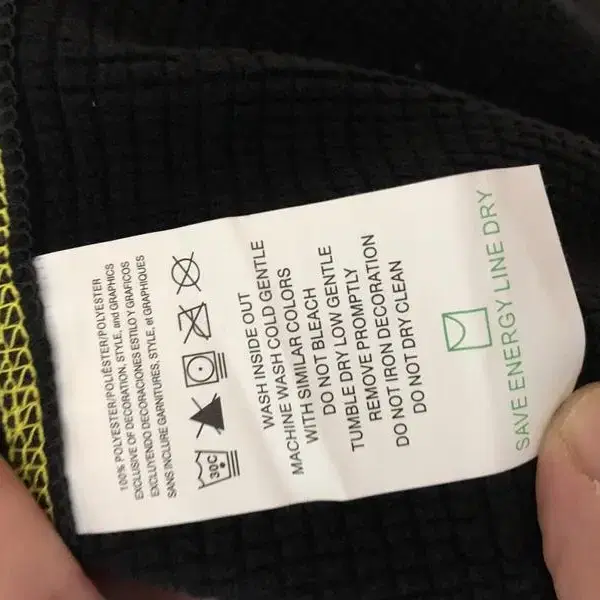 100% POLYESTER/POLIÉSTER/POLYESTER
EXCLUSIVE OF DECORATION, STYLE, and GRAPHICS
EXCLUYENDO DECORACIONES ESTILO Y GRAFICOS
SANS INCLURE GARNITURES, STYLE, et GRAPHIQUES
30C
WASH INSIDE OUT
MACHINE WASH COLD GENTLE
WITH SIMILAR COLORS
DO NOT BLEACH
TUMBLE DRY LOW GENTLE
REMOVE PROMPTLY
DO NOT IRON DECORATION
DO NOT DRY CLEAN
SAVE ENERGY LINE DRY